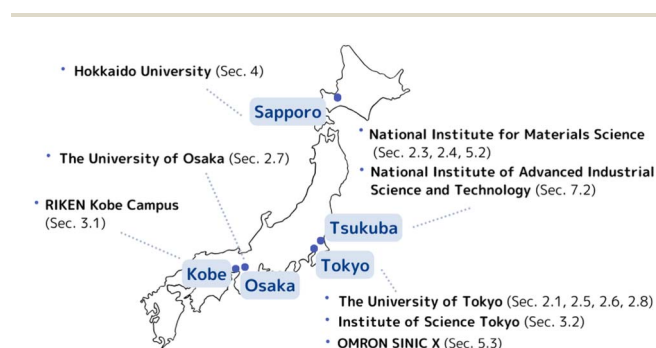 • Hokkaido University (Sec. 4)
Sapporo
• National Institute for Materials Science
(Sec. 2.3, 2.4, 5.2)
• National Institute of Advanced Industrial
Science and Technology (Sec. 7.2)
• The University of Osaka (Sec. 2.7)
• RIKEN Kobe Campus
(Sec. 3.1)
Tsukuba
Tokyo
Kobe
Osaka
• The University of Tokyo (Sec. 2.1, 2.5, 2.6, 2.8)
• Institute of Science Tokyo (Sec. 3.2)
• OMRON SINIC X (Sec. 5.3)